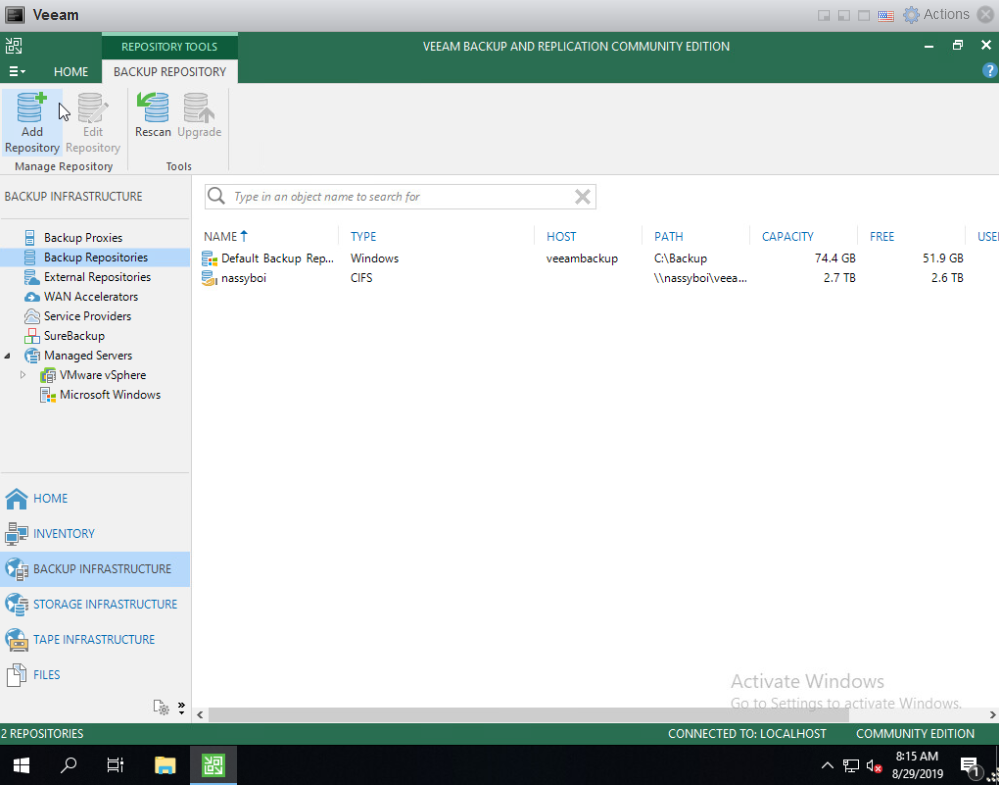 Veeam
Actions
REPOSITORY TOOLS
VEEAM BACKUP AND REPLICATION COMMUNITY EDITION
HOME
BACKUP REPOSITORY
Add Repository
Edit Repository
Rescan
Upgrade
Manage Repository
Tools
BACKUP INFRASTRUCTURE
Type in an object name to search for
Backup Proxies
Backup Repositories
External Repositories
WAN Accelerators
Service Providers
SureBackup
Managed Servers
VMware vSphere
Microsoft Windows
NAME TYPE HOST PATH CAPACITY FREE USE
Default Backup Rep... Windows veeambackup C:\Backup 74.4 GB 51.9 GB
nassyboi CIFS \\nassyboi\veea... 2.7 TB 2.6 TB
HOME
INVENTORY
BACKUP INFRASTRUCTURE
STORAGE INFRASTRUCTURE
TAPE INFRASTRUCTURE
FILES
Activate Windows
Go to Settings to activate Windows.
2 REPOSITORIES
CONNECTED TO: LOCALHOST
COMMUNITY EDITION
8:15 AM
8/29/2019
1